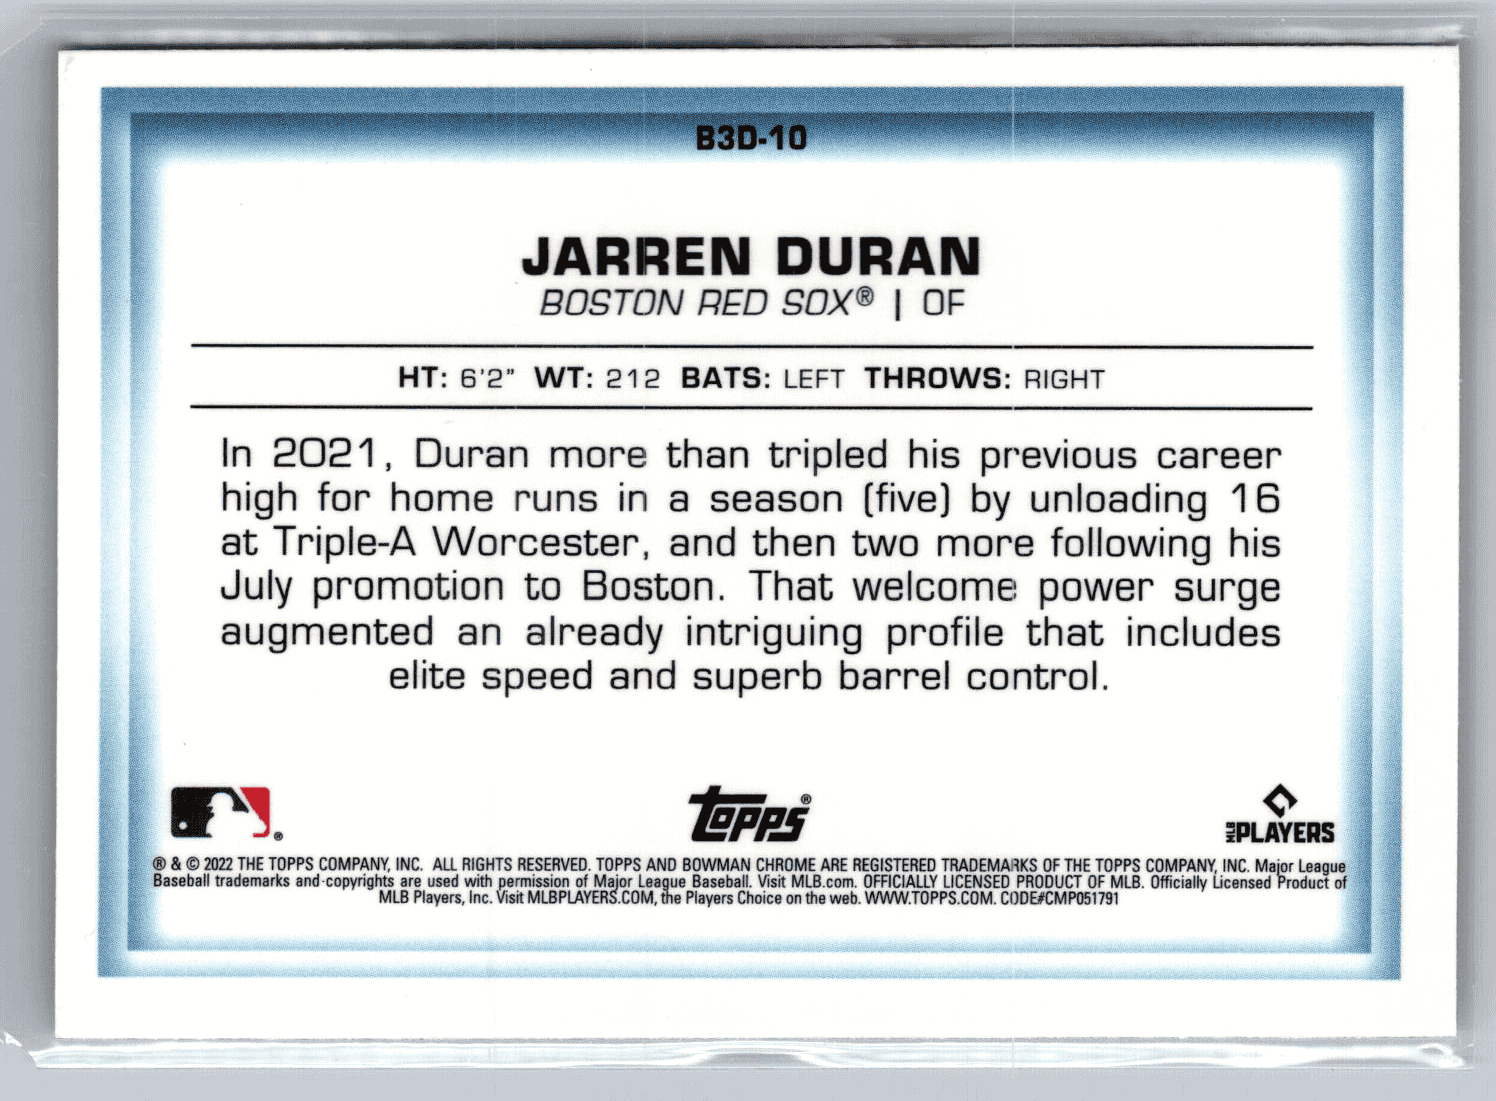 B3D-10
JARREN DURAN
BOSTON RED SOX® | OF
HT: 6'2" WT: 212 BATS: LEFT THROWS: RIGHT
In 2021, Duran more than tripled his previous career
high for home runs in a season (five) by unloading 16
at Triple-A Worcester, and then two more following his
July promotion to Boston. That welcome power surge
augmented an already intriguing profile that includes
elite speed and superb barrel control.
®
Topps®
MLB PLAYERS
® & © 2022 THE TOPPS COMPANY, INC. ALL RIGHTS RESERVED. TOPPS AND BOWMAN CHROME ARE REGISTERED TRADEMARKS OF THE TOPPS COMPANY, INC. Major League
Baseball trademarks and copyrights are used with permission of Major League Baseball. Visit MLB.com. OFFICIALLY LICENSED PRODUCT OF MLB. Officially Licensed Product of
MLB Players, Inc. Visit MLBPLAYERS.COM, the Players Choice on the web. WWW.TOPPS.COM. CODE#CMP051791